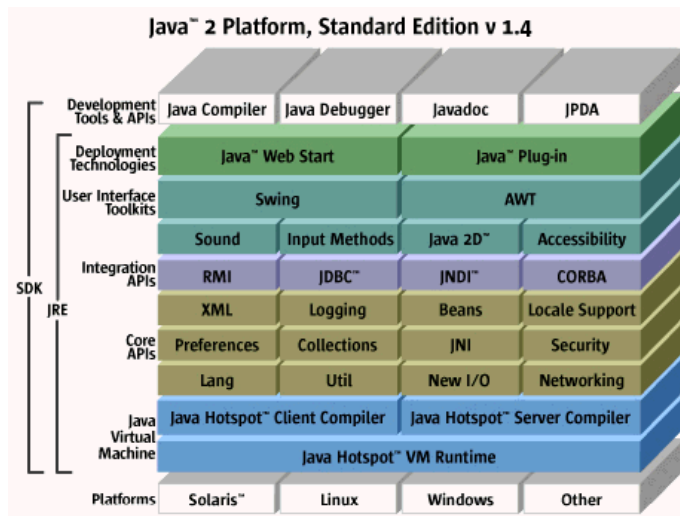 Java™ 2 Platform, Standard Edition v 1.4
Development Tools & APIs
Java Compiler
Java Debugger
Javadoc
JPDA
Deployment Technologies
Java™ Web Start
Java™ Plug-in
User Interface Toolkits
Swing
AWT
Sound
Input Methods
Java 2D™
Accessibility
Integration APIs
RMI
JDBC™
JNDI™
CORBA
SDK
JRE
XML
Logging
Beans
Locale Support
Core APIs
Preferences
Collections
JNI
Security
Lang
Util
New I/O
Networking
Java Virtual Machine
Java Hotspot™ Client Compiler
Java Hotspot™ Server Compiler
Java Hotspot™ VM Runtime
Platforms
Solaris™
Linux
Windows
Other